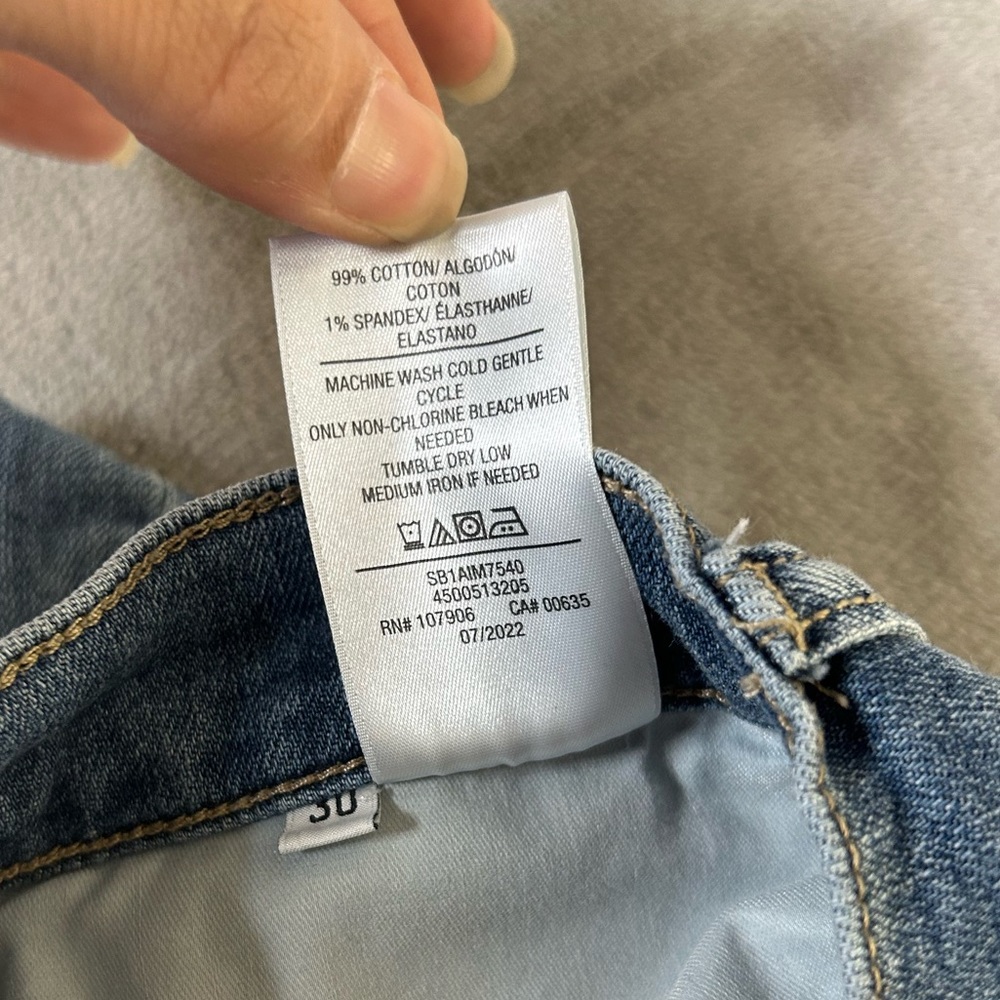 99% COTTON/ ALGODÓN/
COTON
1% SPANDEX/ ÉLASTHANNE/
ELASTANO
MACHINE WASH COLD GENTLE
CYCLE
ONLY NON-CHLORINE BLEACH WHEN
NEEDED
TUMBLE DRY LOW
MEDIUM IRON IF NEEDED
SB1AIM7540
4500513205
RN# 107906 CA# 00635
07/2022
30